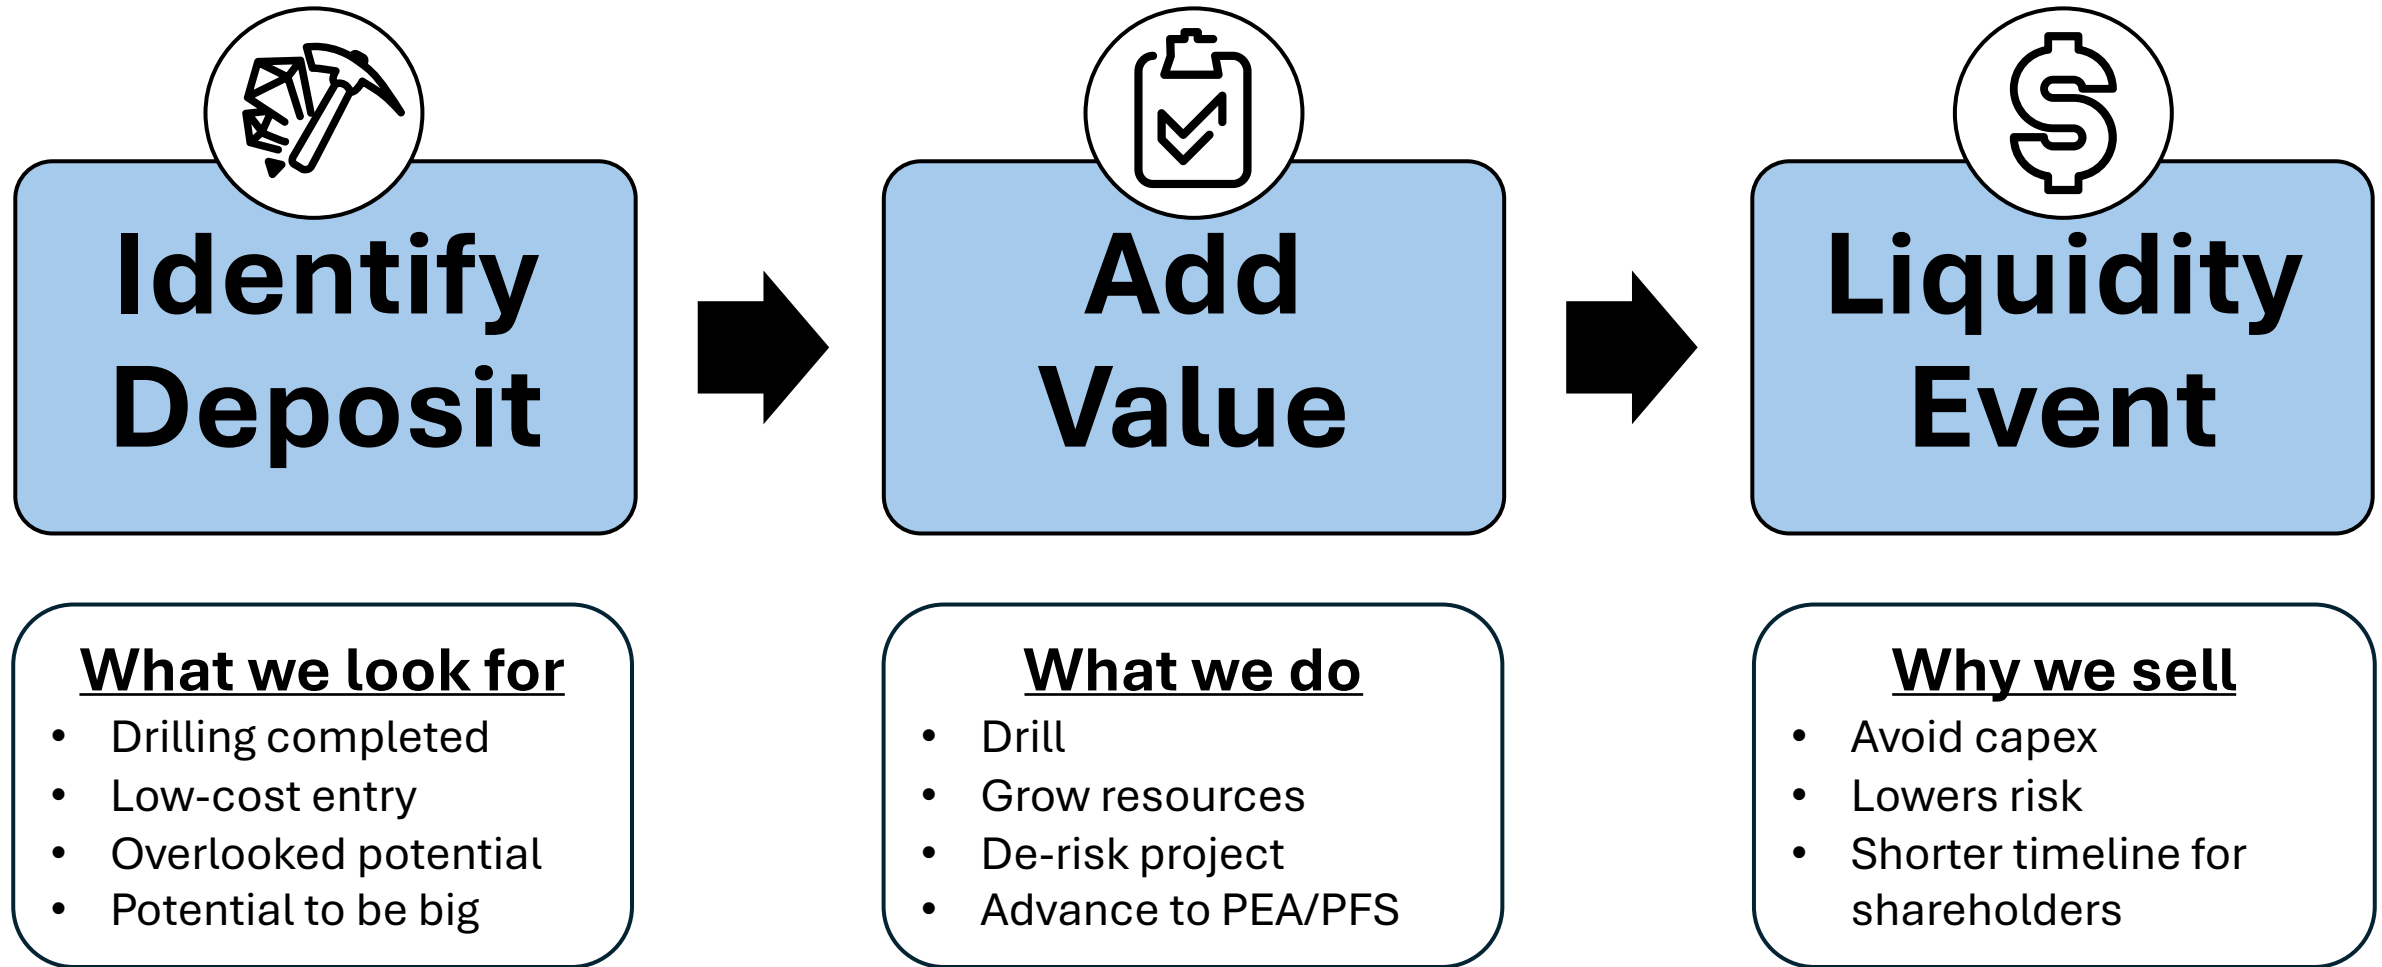 Identify
Deposit
Add
Value
Liquidity
Event
What we look for
• Drilling completed
• Low-cost entry
• Overlooked potential
• Potential to be big
What we do
• Drill
• Grow resources
• De-risk project
• Advance to PEA/PFS
Why we sell
• Avoid capex
• Lowers risk
• Shorter timeline for
shareholders